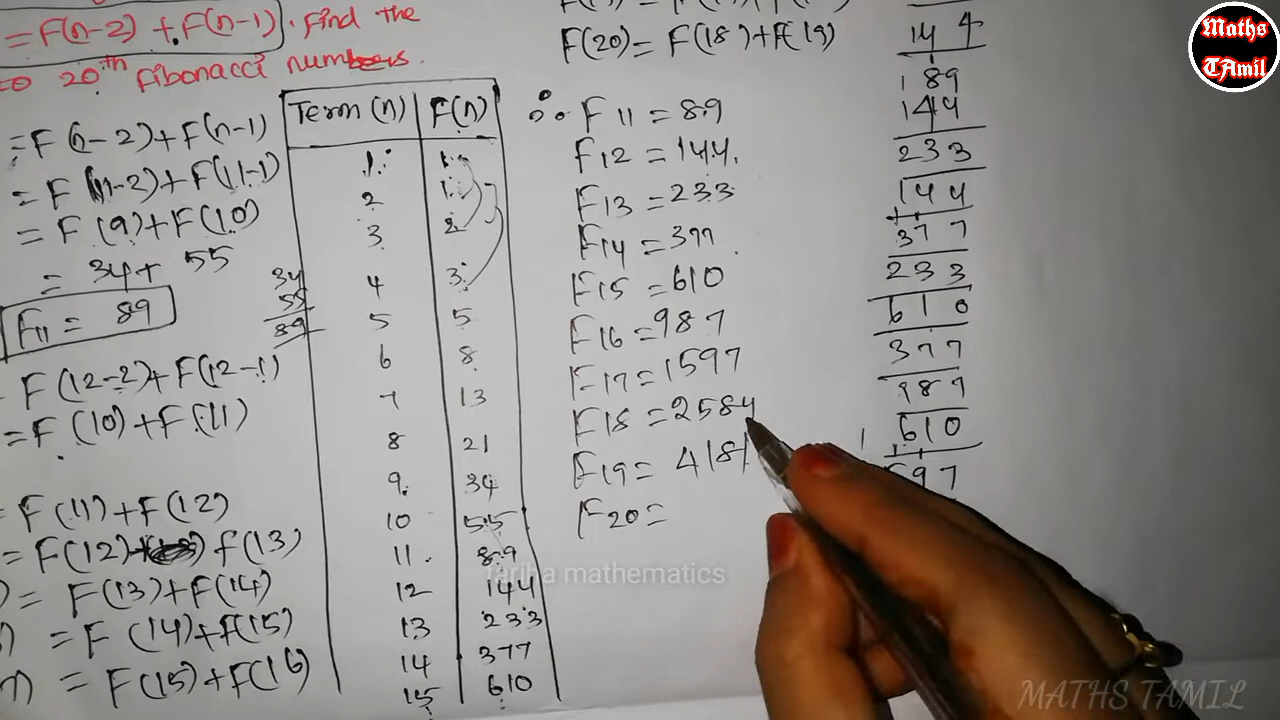 = F(n-2) + F(n-1). Find the
20th Fibonacci numbers.
= F(n-2)+F(n-1)
= F(11-2)+F(11-1)
= F(9)+F(10)
= 34+ 55
F11 = 89
34
55
89
F(12-2)+F(12-1)
= F(10)+F(11)
= F(11)+F(12)
= F(12)+ f(13)
) = F(13)+F(14)
) = F(14)+f(15)
7) = F(15)+F(16)
Term (n) F(n)
1 1
2 1
3 2
4 3
5 5
6 8
7 13
8 21
9 34
10 55
11 89
12 144
13 233
14 377
15 610
F(20)= F(18)+F(19)
∴ F11 = 89
F12 = 144
F13 = 233
F14 = 377
F15 = 610
F16 = 987
F17 = 1597
F18 = 2584
F19 = 4181
F20 =
144
189
144
233
144
377
233
610
377
987
610
1597
fariha mathematics
Maths
TAmil
MATHS TAMIL